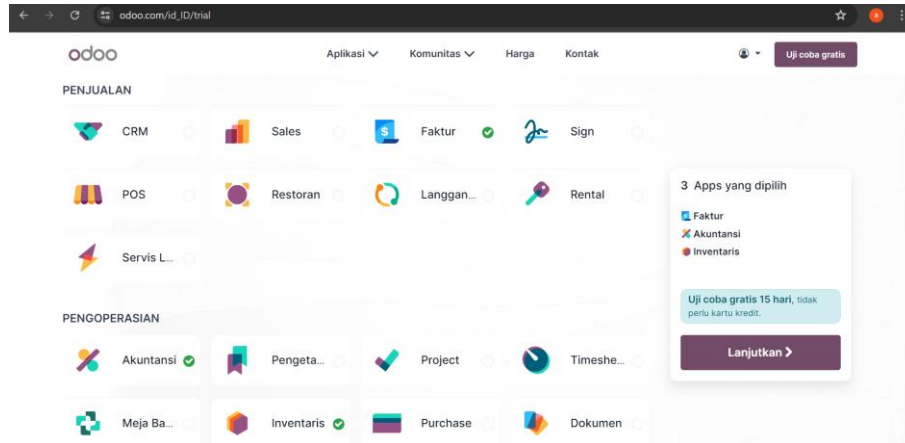 odoo.com/id_ID/trial
odoo
Aplikasi
Komunitas
Harga
Kontak
Uji coba gratis
PENJUALAN
CRM
Sales
Faktur
Sign
POS
Restoran
Langgan...
Rental
Servis L...
PENGOPERASIAN
Akuntansi
Pengeta...
Project
Timeshe...
Meja Ba...
Inventaris
Purchase
Dokumen
3 Apps yang dipilih
Faktur
Akuntansi
Inventaris
Uji coba gratis 15 hari, tidak
perlu kartu kredit.
Lanjutkan